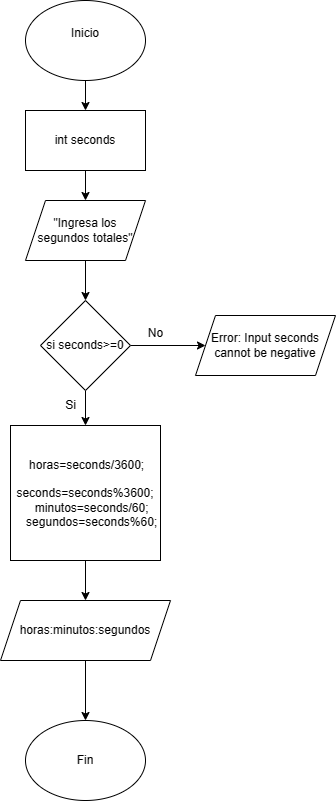 Inicio
int seconds
"Ingresa los
segundos totales"
si seconds>=0
No
Error: Input seconds
cannot be negative
Si
horas=seconds/3600;
seconds=seconds%3600;
minutos=seconds/60;
segundos=seconds%60;
horas:minutos:segundos
Fin